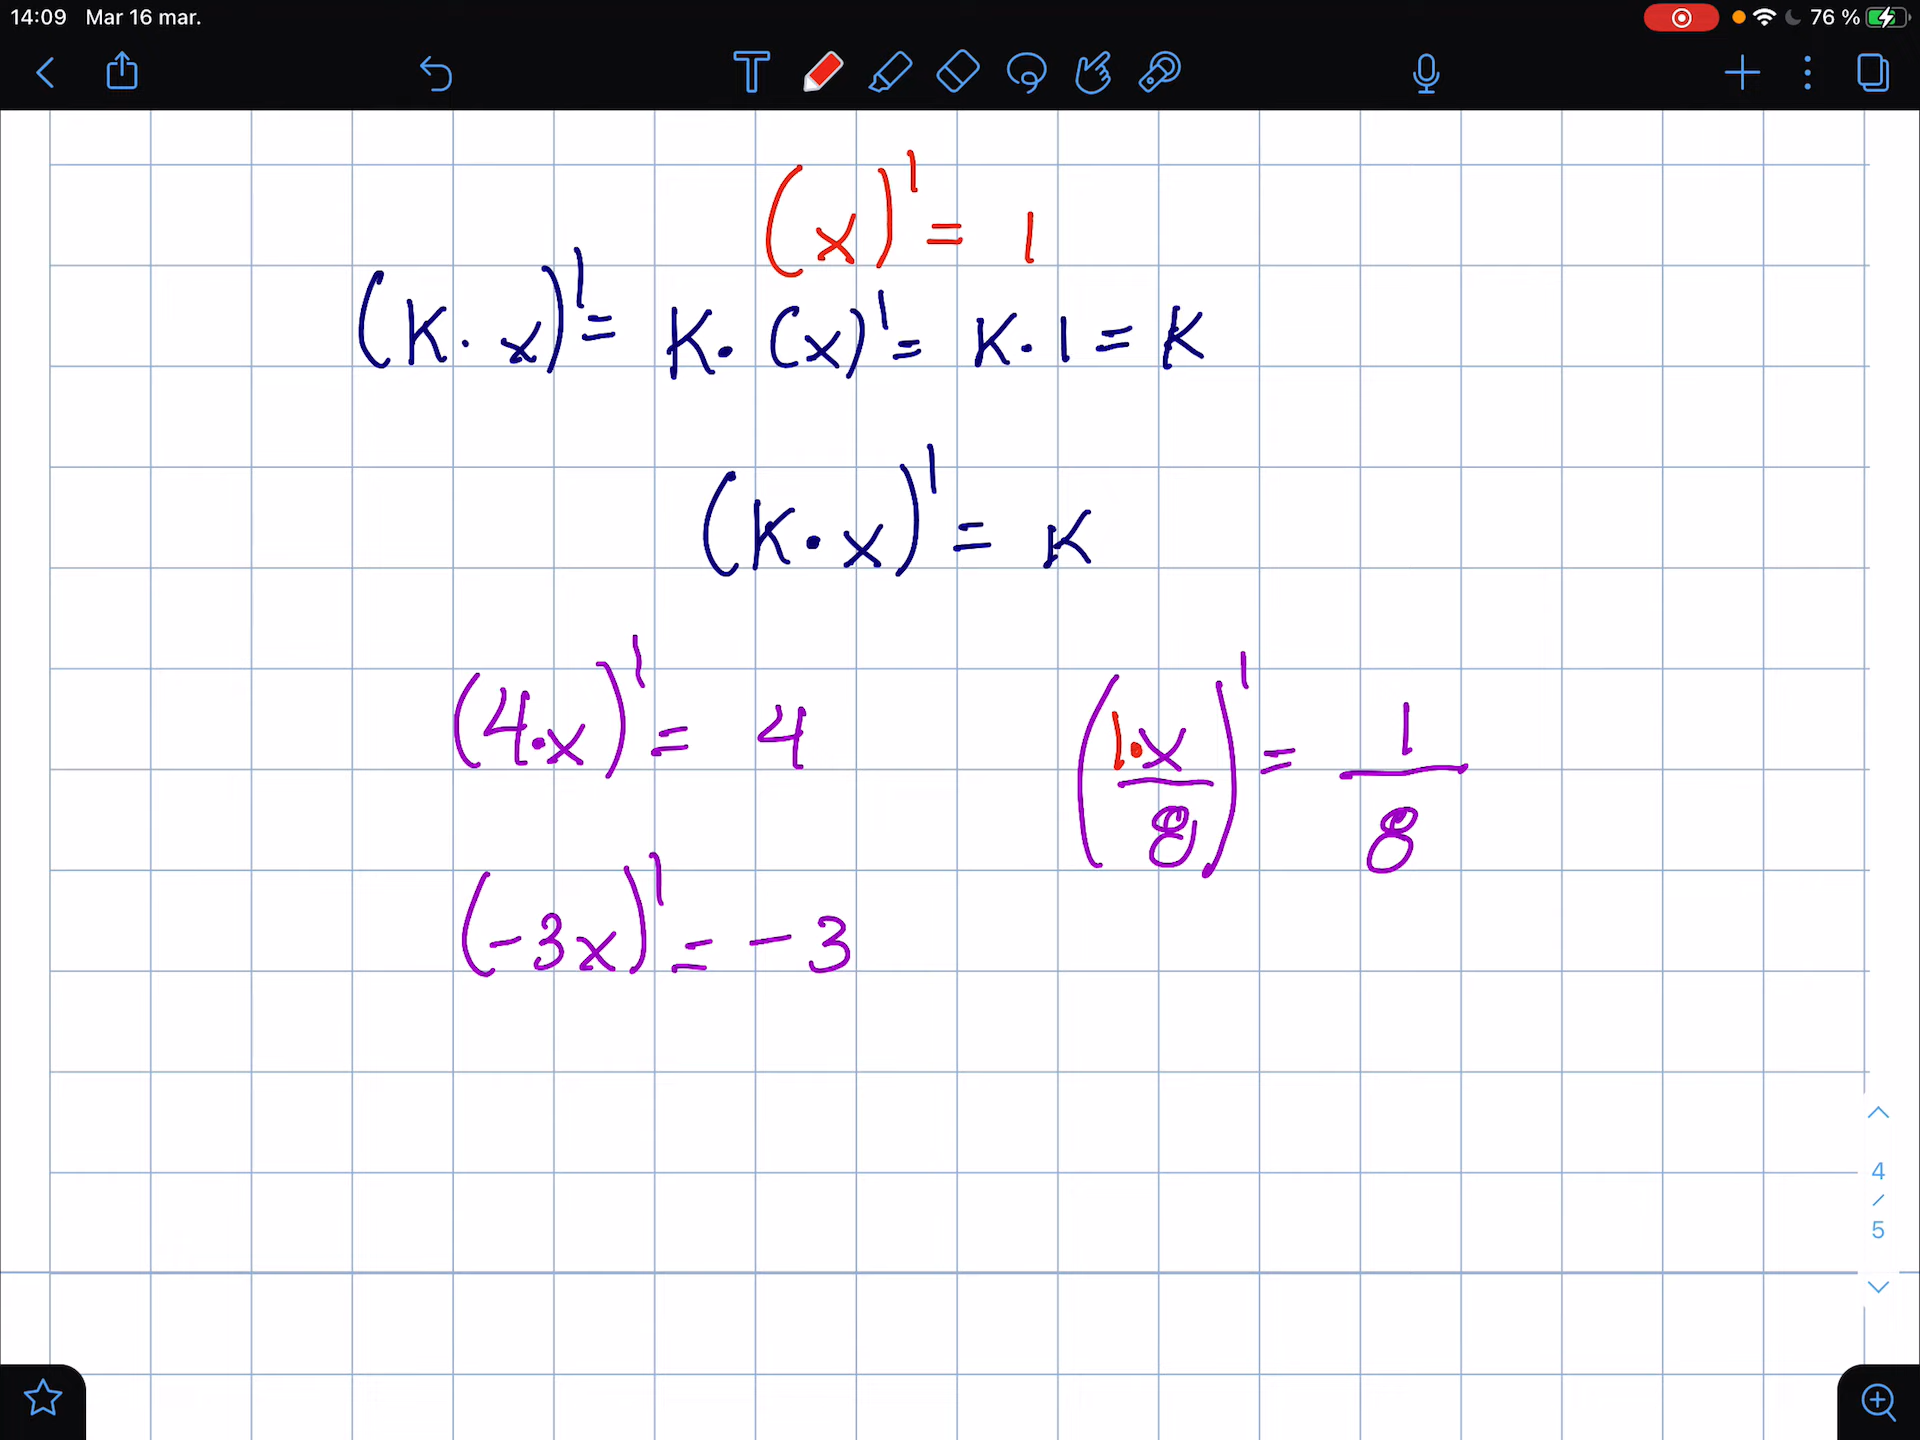 14:09 Mar 16 mar. 76 %
(x)' = 1
(K · x)' = K · (x)' = K · 1 = K
(K · x)' = K
(4·x)' = 4
(1·x/8)' = 1/8
(-3x)' = -3
4
/
5